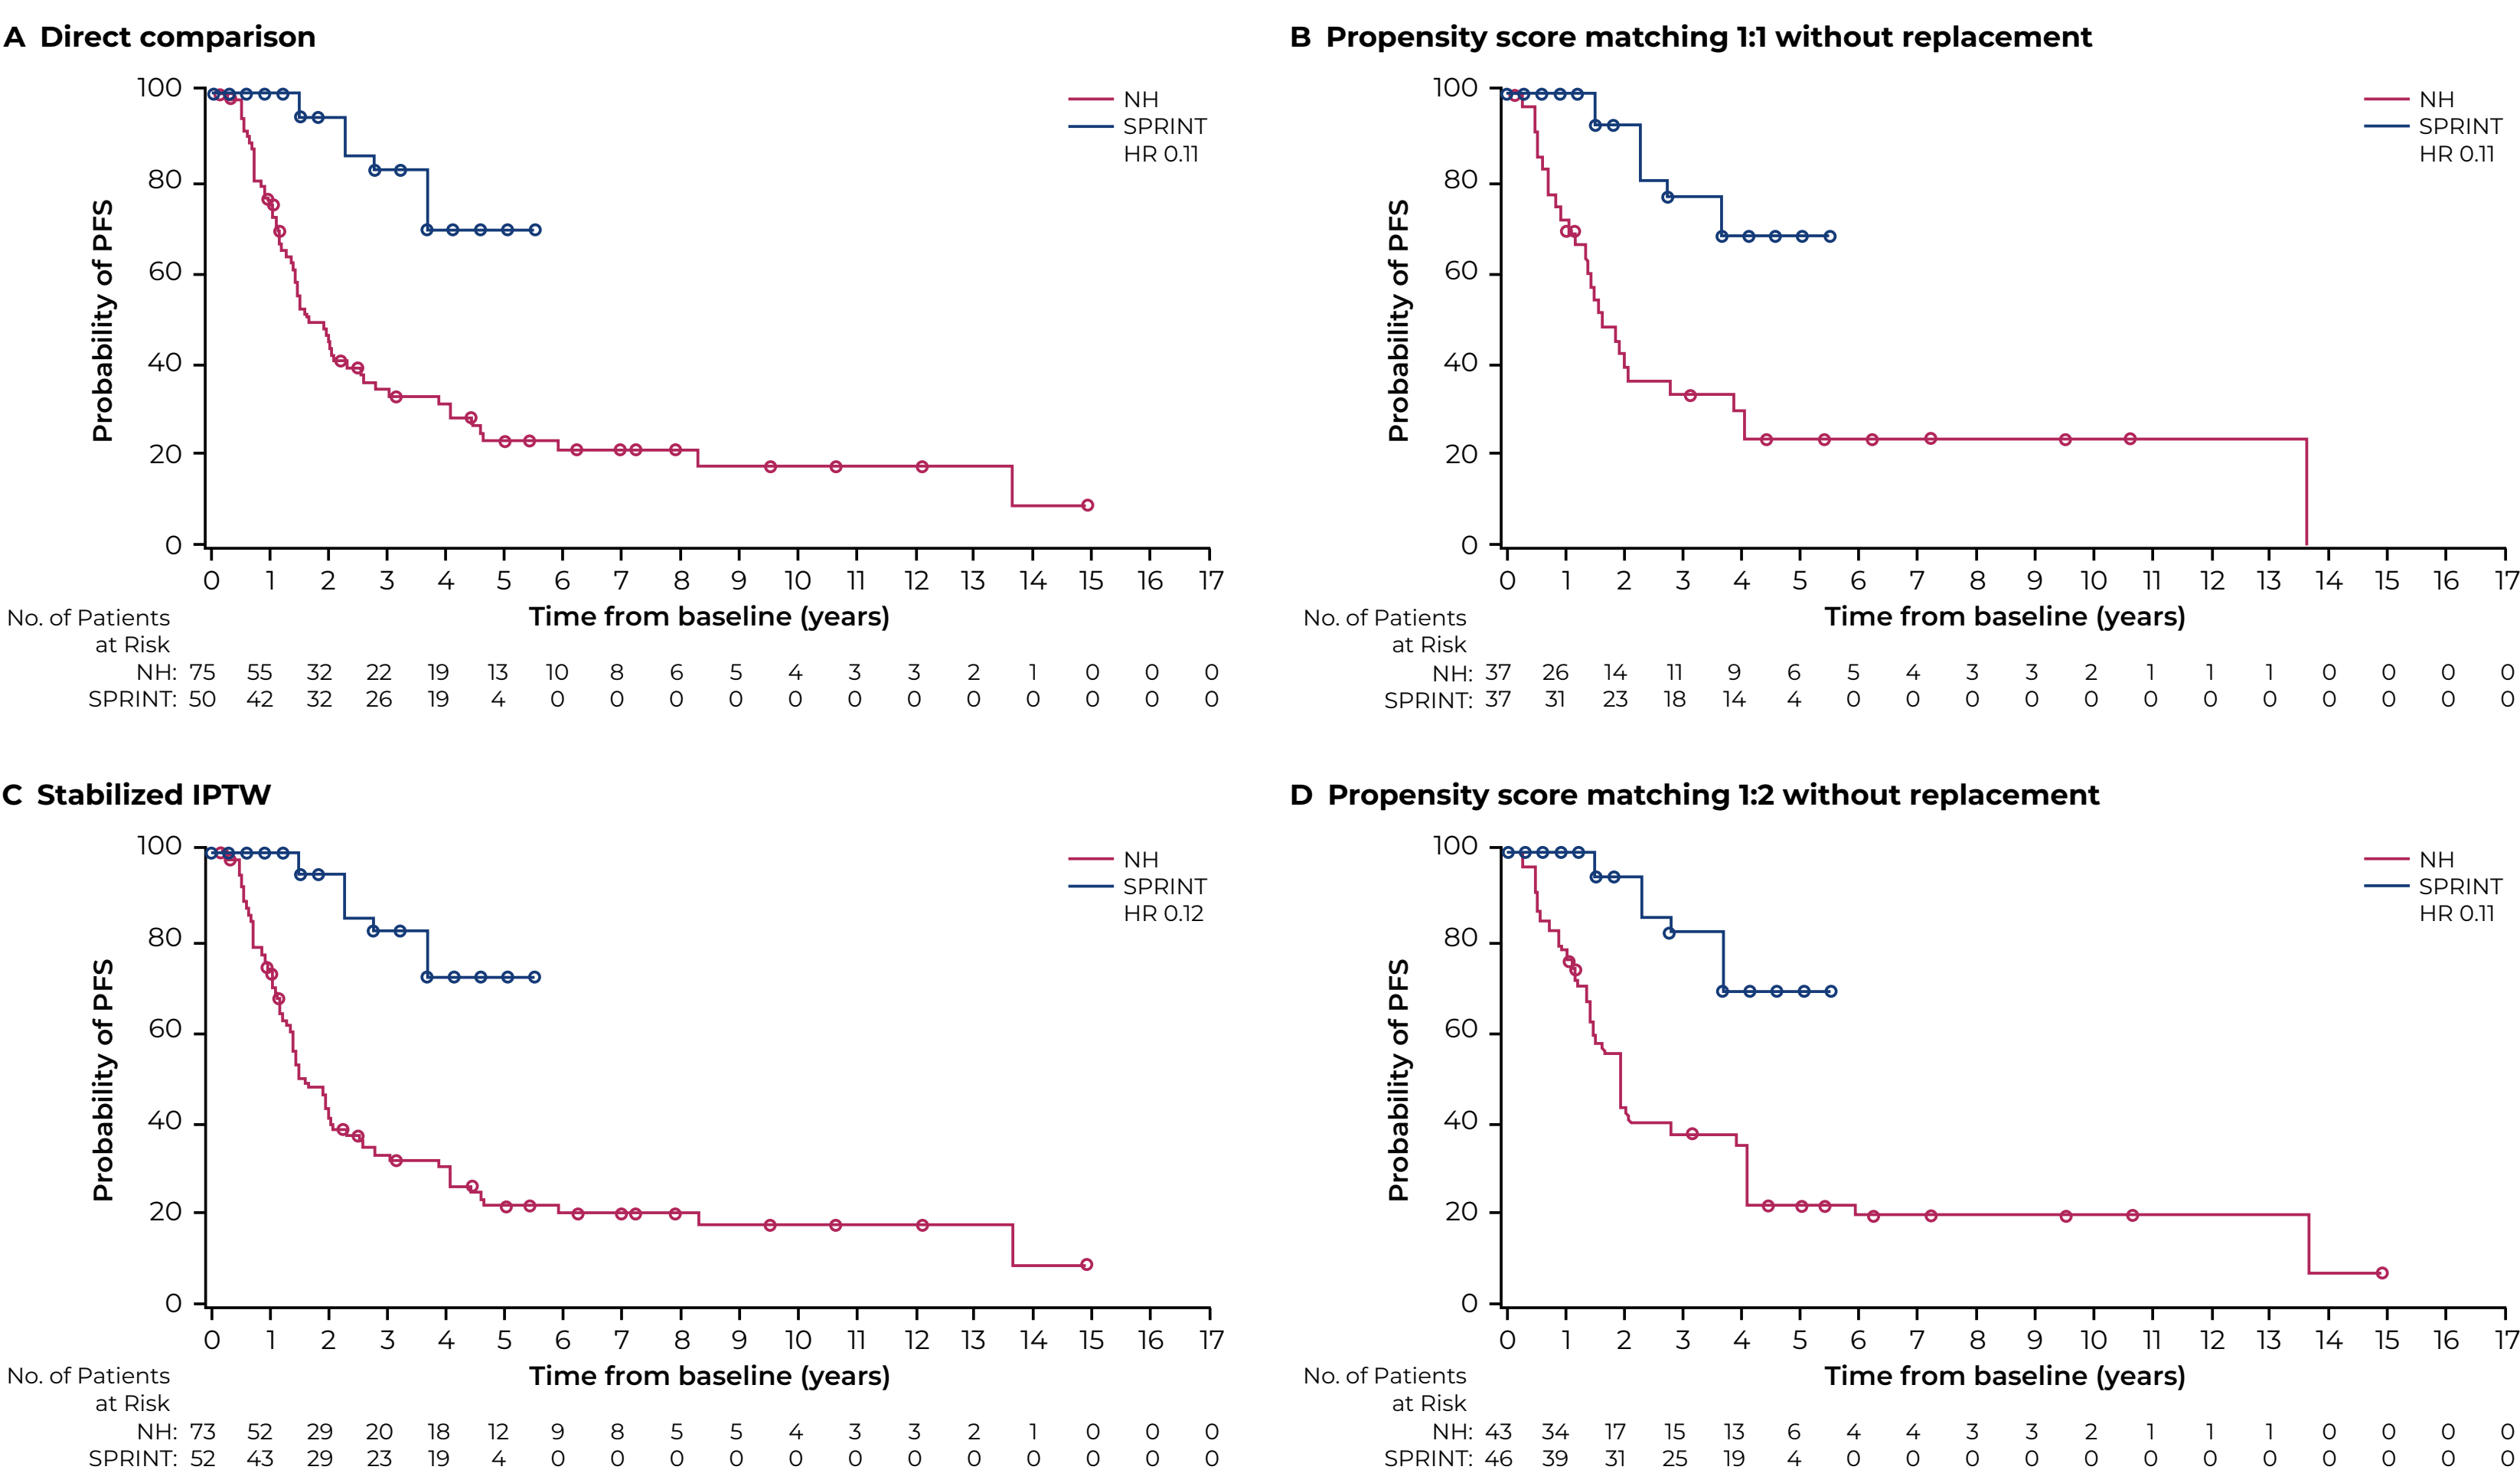 A Direct comparison
100
80
60
40
20
0
Probability of PFS
NH
SPRINT
HR 0.11
0 1 2 3 4 5 6 7 8 9 10 11 12 13 14 15 16 17
Time from baseline (years)
No. of Patients
at Risk
NH: 75 55 32 22 19 13 10 8 6 5 4 3 3 2 1 0 0 0
SPRINT: 50 42 32 26 19 4 0 0 0 0 0 0 0 0 0 0 0 0
B Propensity score matching 1:1 without replacement
100
80
60
40
20
0
Probability of PFS
NH
SPRINT
HR 0.11
0 1 2 3 4 5 6 7 8 9 10 11 12 13 14 15 16 17
Time from baseline (years)
No. of Patients
at Risk
NH: 37 26 14 11 9 6 5 4 3 3 2 1 1 1 0 0 0 0
SPRINT: 37 31 23 18 14 4 0 0 0 0 0 0 0 0 0 0 0 0
C Stabilized IPTW
100
80
60
40
20
0
Probability of PFS
NH
SPRINT
HR 0.12
0 1 2 3 4 5 6 7 8 9 10 11 12 13 14 15 16 17
Time from baseline (years)
No. of Patients
at Risk
NH: 73 52 29 20 18 12 9 8 5 5 4 3 3 2 1 0 0 0
SPRINT: 52 43 29 23 19 4 0 0 0 0 0 0 0 0 0 0 0 0
D Propensity score matching 1:2 without replacement
100
80
60
40
20
0
Probability of PFS
NH
SPRINT
HR 0.11
0 1 2 3 4 5 6 7 8 9 10 11 12 13 14 15 16 17
Time from baseline (years)
No. of Patients
at Risk
NH: 43 34 17 15 13 6 4 4 3 3 2 1 1 1 0 0 0 0
SPRINT: 46 39 31 25 19 4 0 0 0 0 0 0 0 0 0 0 0 0